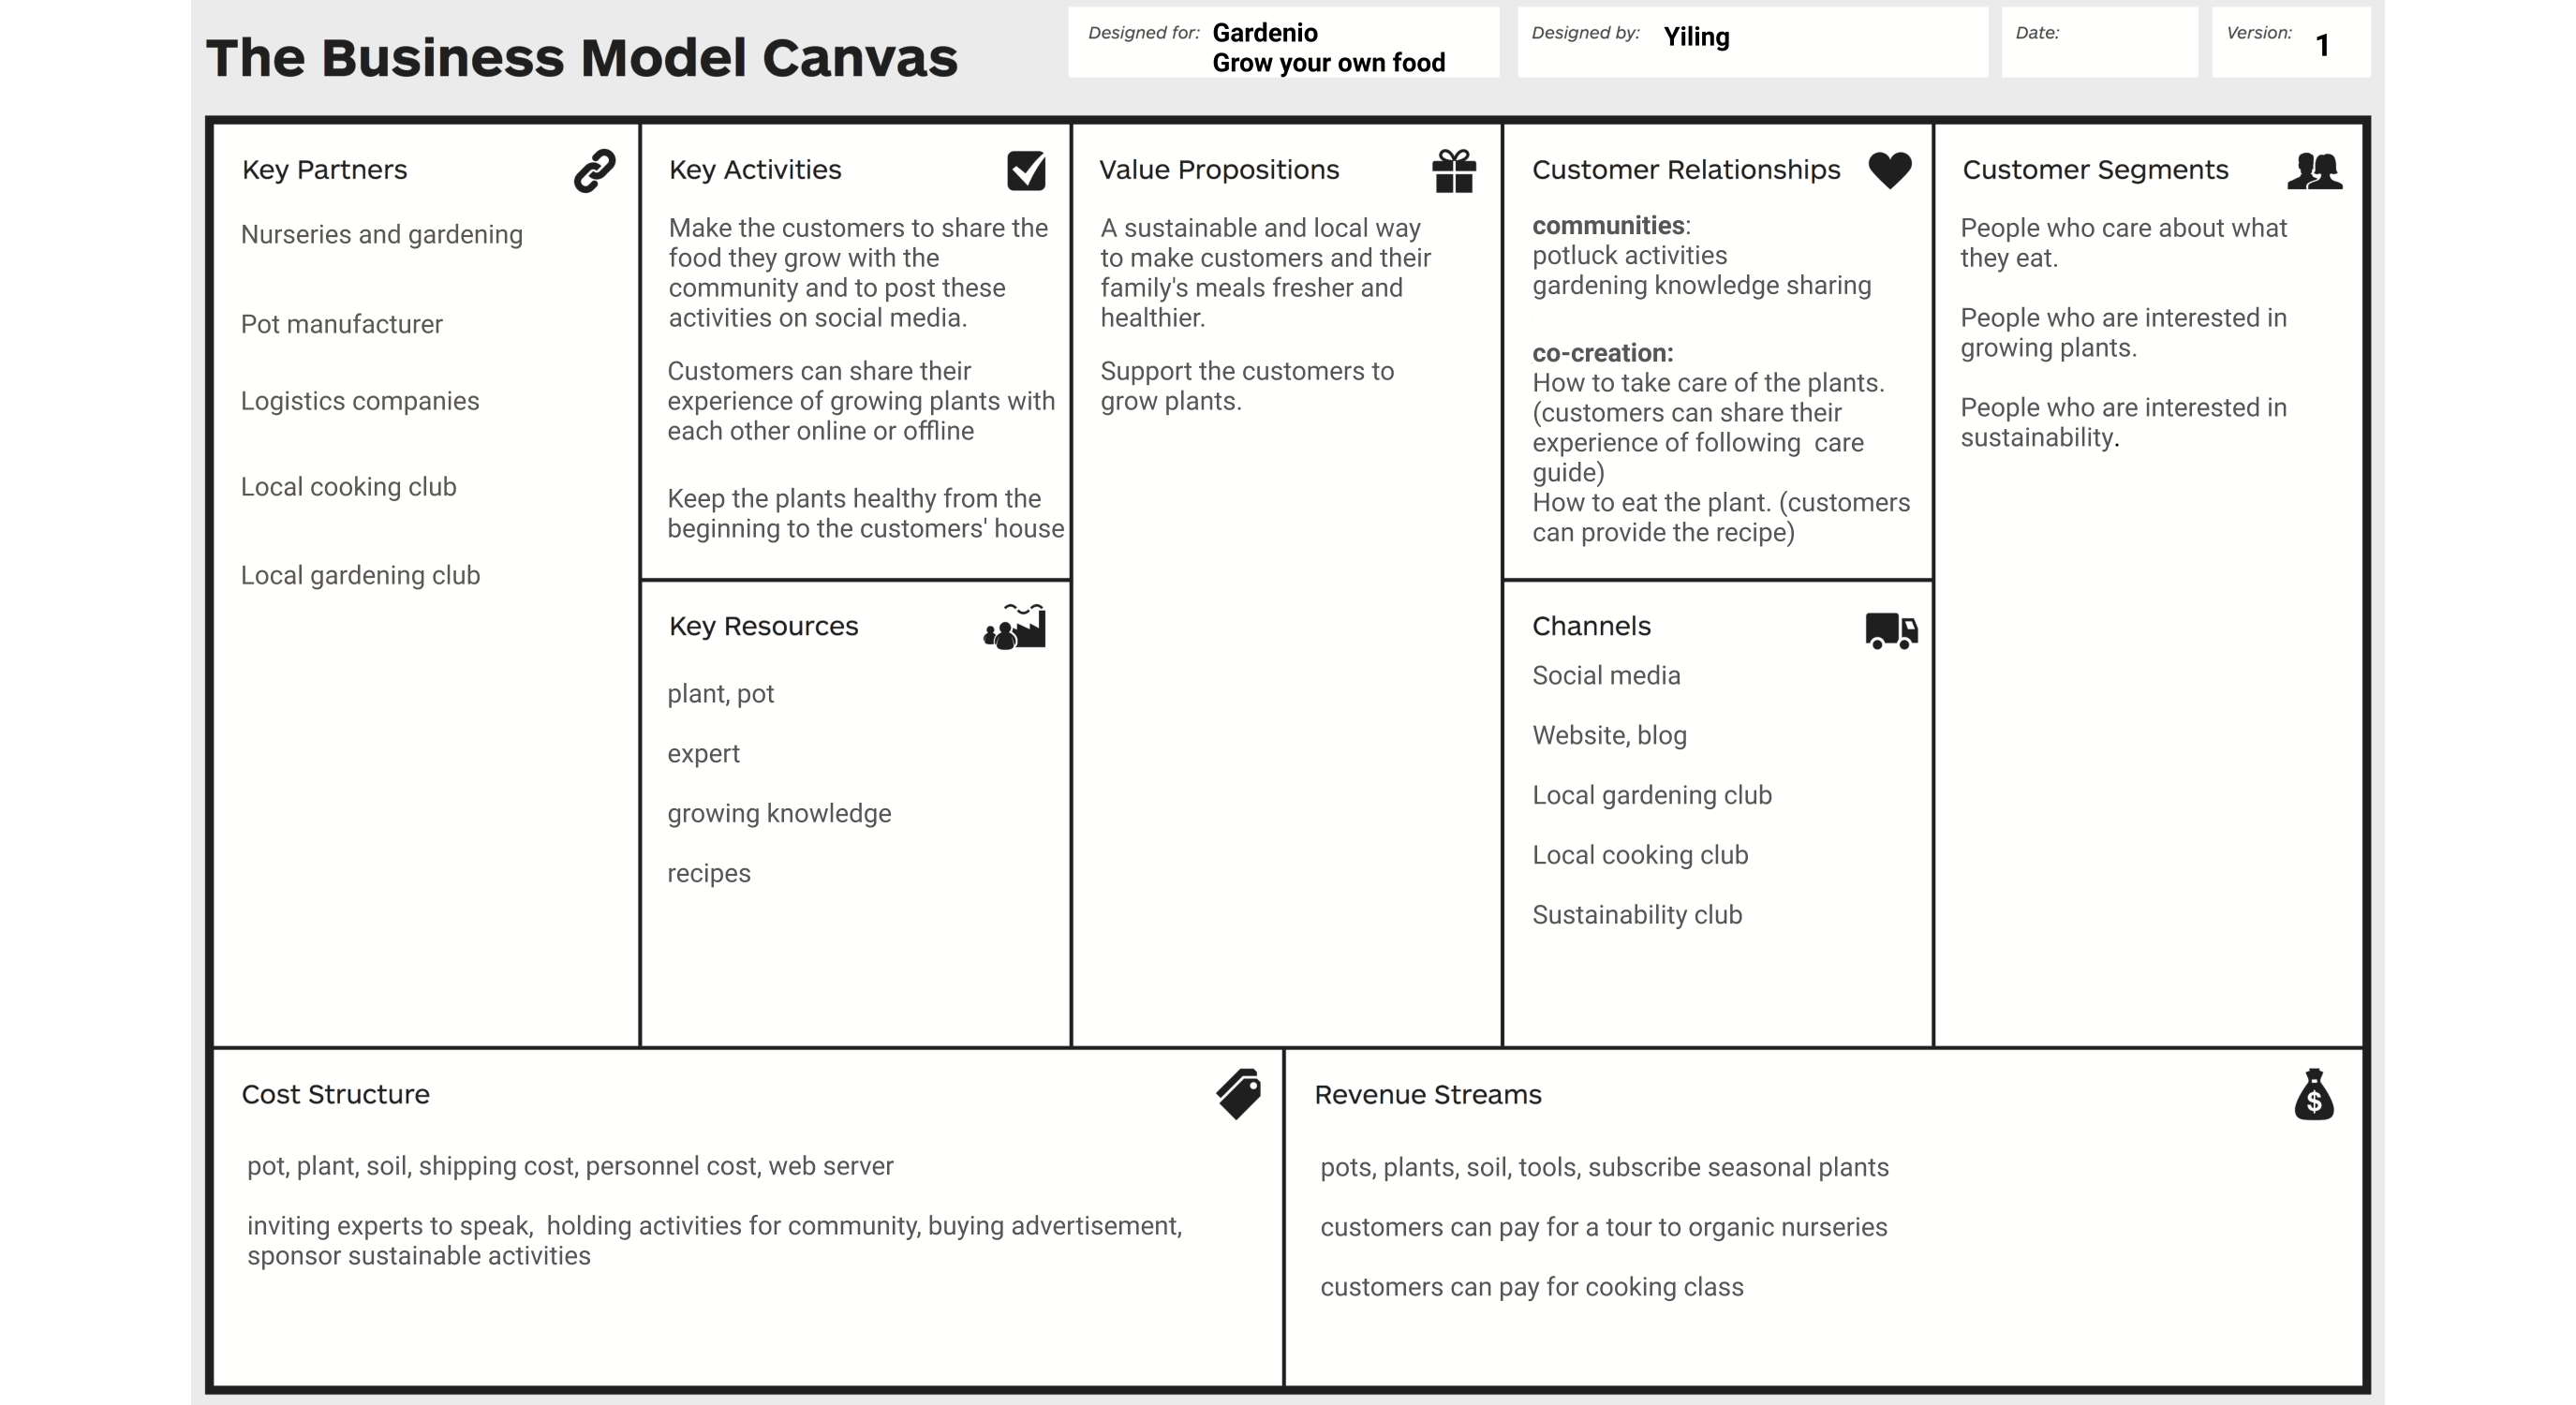 The Business Model Canvas
Designed for: Gardenio
Grow your own food
Designed by: Yiling
Date:
Version: 1
Key Partners
Nurseries and gardening
Pot manufacturer
Logistics companies
Local cooking club
Local gardening club
Key Activities
Make the customers to share the
food they grow with the
community and to post these
activities on social media.
Customers can share their
experience of growing plants with
each other online or offline
Keep the plants healthy from the
beginning to the customers' house
Key Resources
plant, pot
expert
growing knowledge
recipes
Value Propositions
A sustainable and local way
to make customers and their
family's meals fresher and
healthier.
Support the customers to
grow plants.
Customer Relationships
communities:
potluck activities
gardening knowledge sharing
co-creation:
How to take care of the plants.
(customers can share their
experience of following  care
guide)
How to eat the plant. (customers
can provide the recipe)
Channels
Social media
Website, blog
Local gardening club
Local cooking club
Sustainability club
Customer Segments
People who care about what
they eat.
People who are interested in
growing plants.
People who are interested in
sustainability.
Cost Structure
pot, plant, soil, shipping cost, personnel cost, web server
inviting experts to speak,  holding activities for community, buying advertisement,
sponsor sustainable activities
Revenue Streams
$
pots, plants, soil, tools, subscribe seasonal plants
customers can pay for a tour to organic nurseries
customers can pay for cooking class